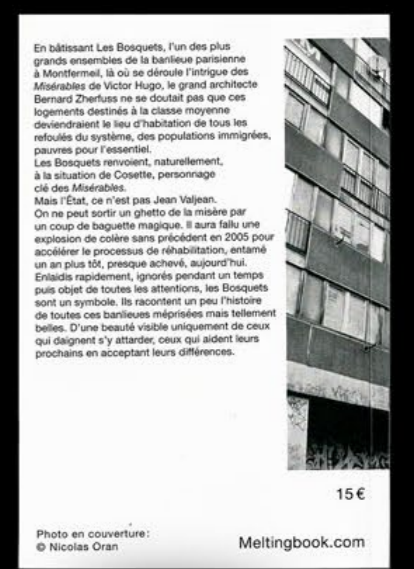 En bâtissant Les Bosquets, l'un des plus
grands ensembles de la banlieue parisienne
à Montfermeil, là où se déroule l'intrigue des
Misérables de Victor Hugo, le grand architecte
Bernard Zherfuss ne se doutait pas que ces
logements destinés à la classe moyenne
deviendraient le lieu d'habitation de tous les
refoulés du système, des populations immigrées,
pauvres pour l'essentiel.
Les Bosquets renvoient, naturellement,
à la situation de Cosette, personnage
clé des Misérables.
Mais l'État, ce n'est pas Jean Valjean.
On ne peut sortir un ghetto de la misère par
un coup de baguette magique. Il aura fallu une
explosion de colère sans précédent en 2005 pour
accélérer le processus de réhabilitation, entamé
un an plus tôt, presque achevé, aujourd'hui.
Enlaidis rapidement, ignorés pendant un temps
puis objet de toutes les attentions, les Bosquets
sont un symbole. Ils racontent un peu l'histoire
de toutes ces banlieues méprisées mais tellement
belles. D'une beauté visible uniquement de ceux
qui daignent s'y attarder, ceux qui aident leurs
prochains en acceptant leurs différences.
15 €
Photo en couverture:
© Nicolas Oran
Meltingbook.com